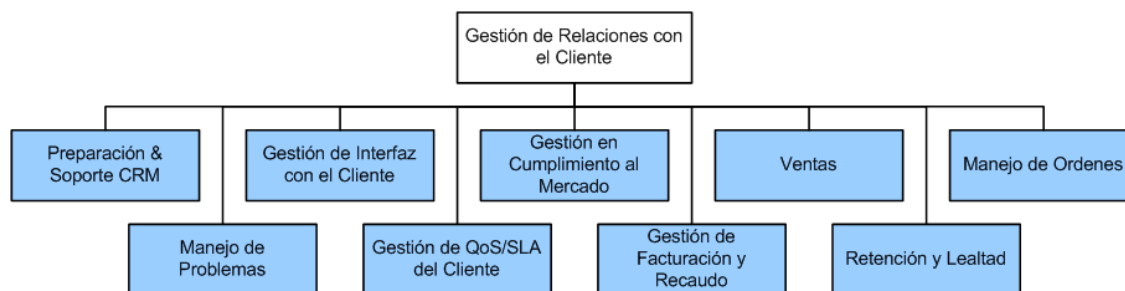 Gestión de Relaciones con
el Cliente
Preparación &
Soporte CRM
Gestión de Interfaz
con el Cliente
Gestión en
Cumplimiento al
Mercado
Ventas
Manejo de Ordenes
Manejo de
Problemas
Gestión de QoS/SLA
del Cliente
Gestión de
Facturación y
Recaudo
Retención y Lealtad